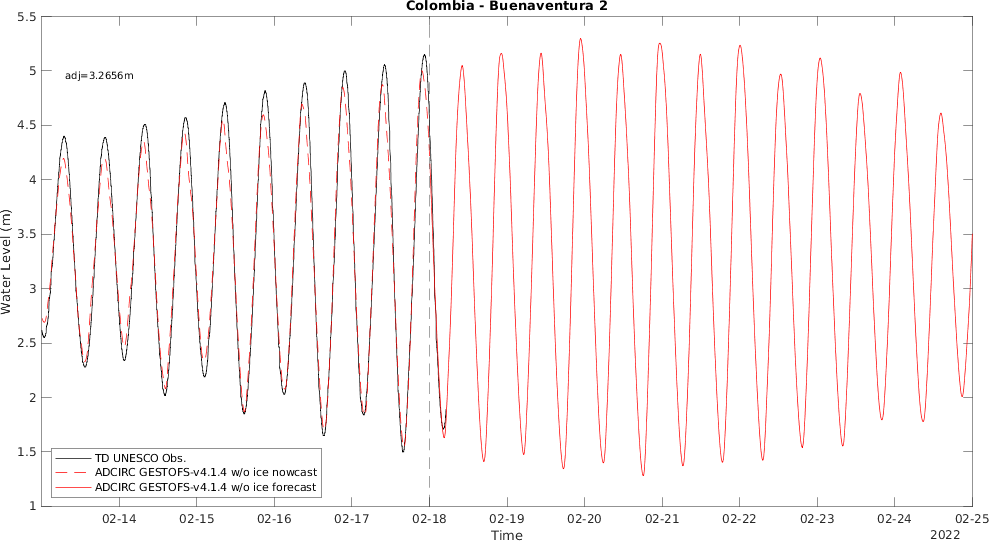 Colombia - Buenaventura 2
5.5
5
4.5
4
3.5
3
2.5
2
1.5
1
Water Level (m)
adj=3.2656m
TD UNESCO Obs.
ADCIRC GESTOFS-v4.1.4 w/o ice nowcast
ADCIRC GESTOFS-v4.1.4 w/o ice forecast
02-14 02-15 02-16 02-17 02-18 02-19 02-20 02-21 02-22 02-23 02-24 02-25
Time
2022